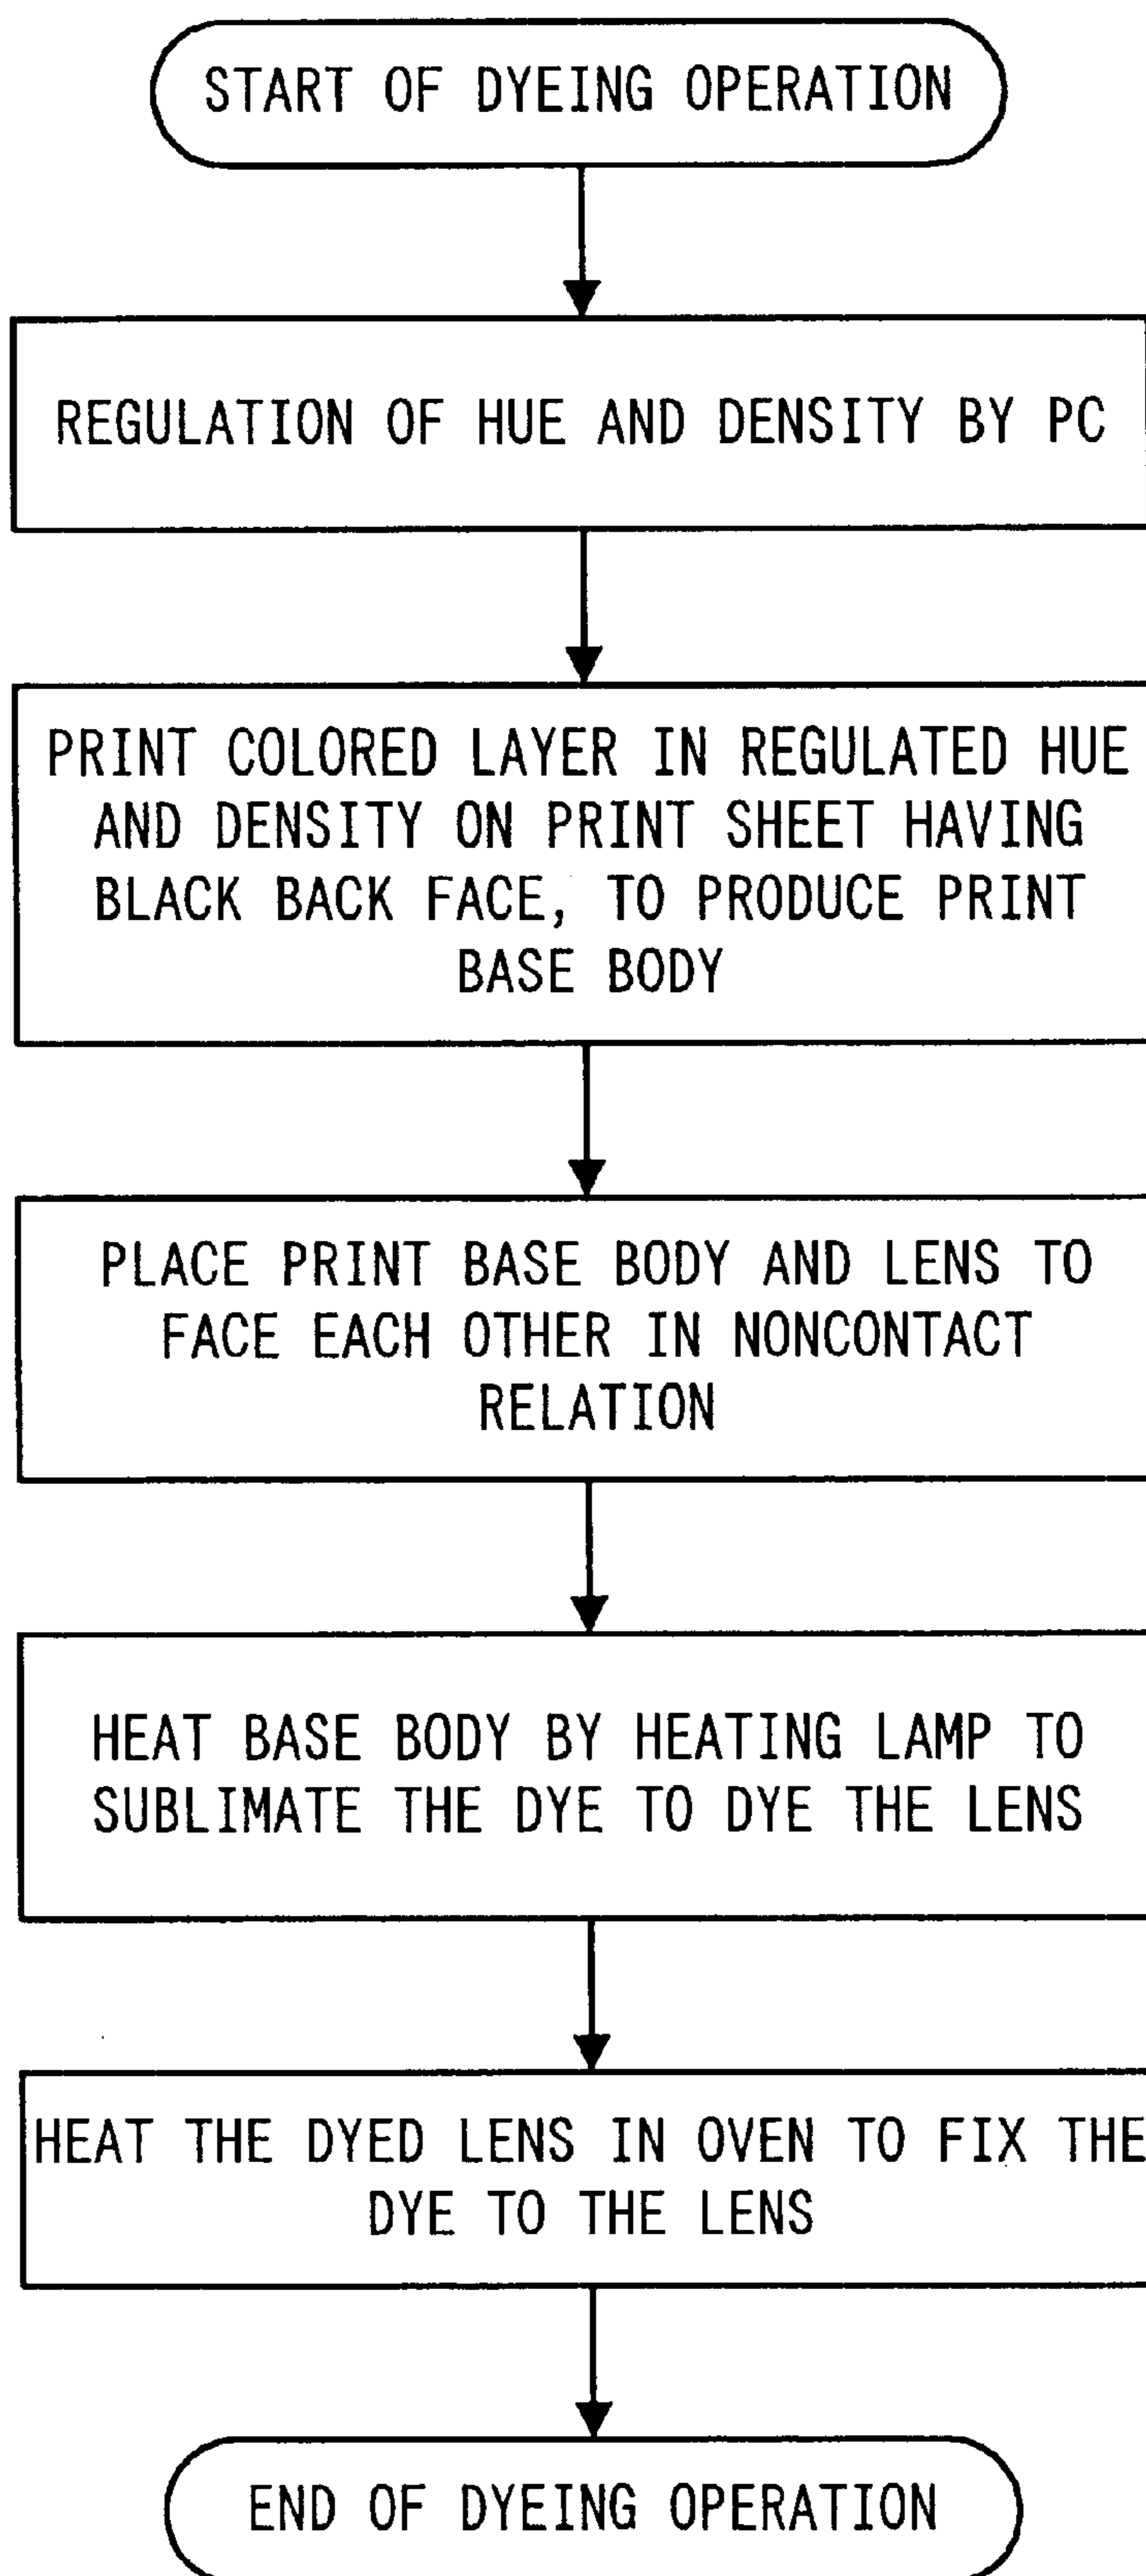 START OF DYEING OPERATION
REGULATION OF HUE AND DENSITY BY PC
PRINT COLORED LAYER IN REGULATED HUE
AND DENSITY ON PRINT SHEET HAVING
BLACK BACK FACE, TO PRODUCE PRINT
BASE BODY
PLACE PRINT BASE BODY AND LENS TO
FACE EACH OTHER IN NONCONTACT
RELATION
HEAT BASE BODY BY HEATING LAMP TO
SUBLIMATE THE DYE TO DYE THE LENS
HEAT THE DYED LENS IN OVEN TO FIX THE
DYE TO THE LENS
END OF DYEING OPERATION